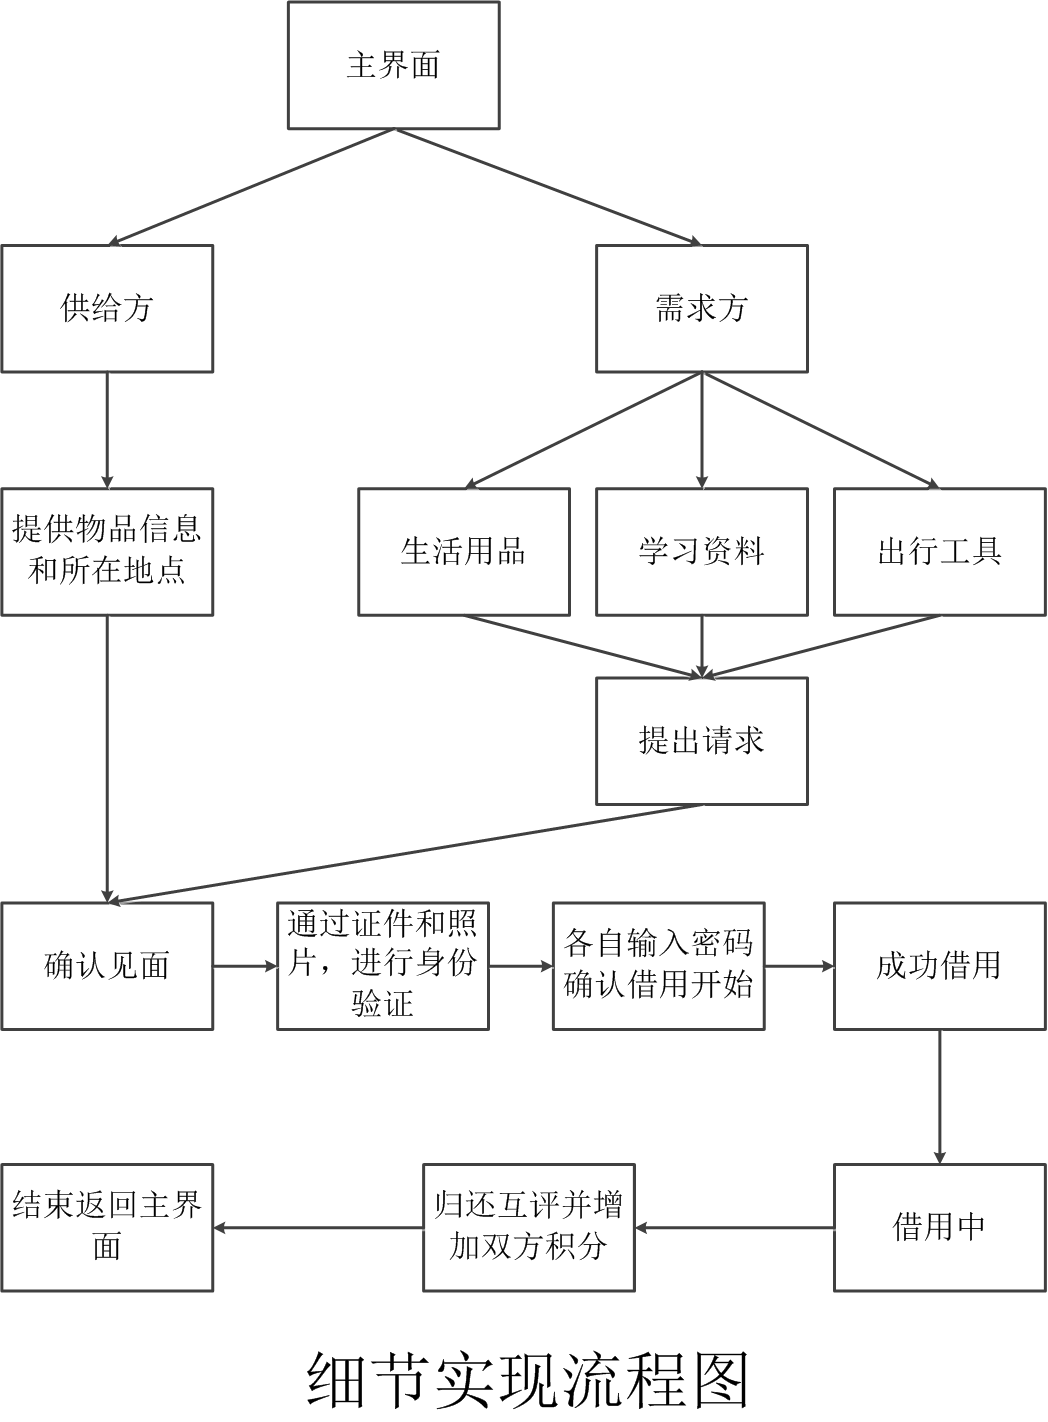 主界面
供给方
需求方
提供物品信息
和所在地点
生活用品
学习资料
出行工具
提出请求
确认见面
通过证件和照
片，进行身份
验证
各自输入密码
确认借用开始
成功借用
结束返回主界
面
归还互评并增
加双方积分
借用中
细节实现流程图